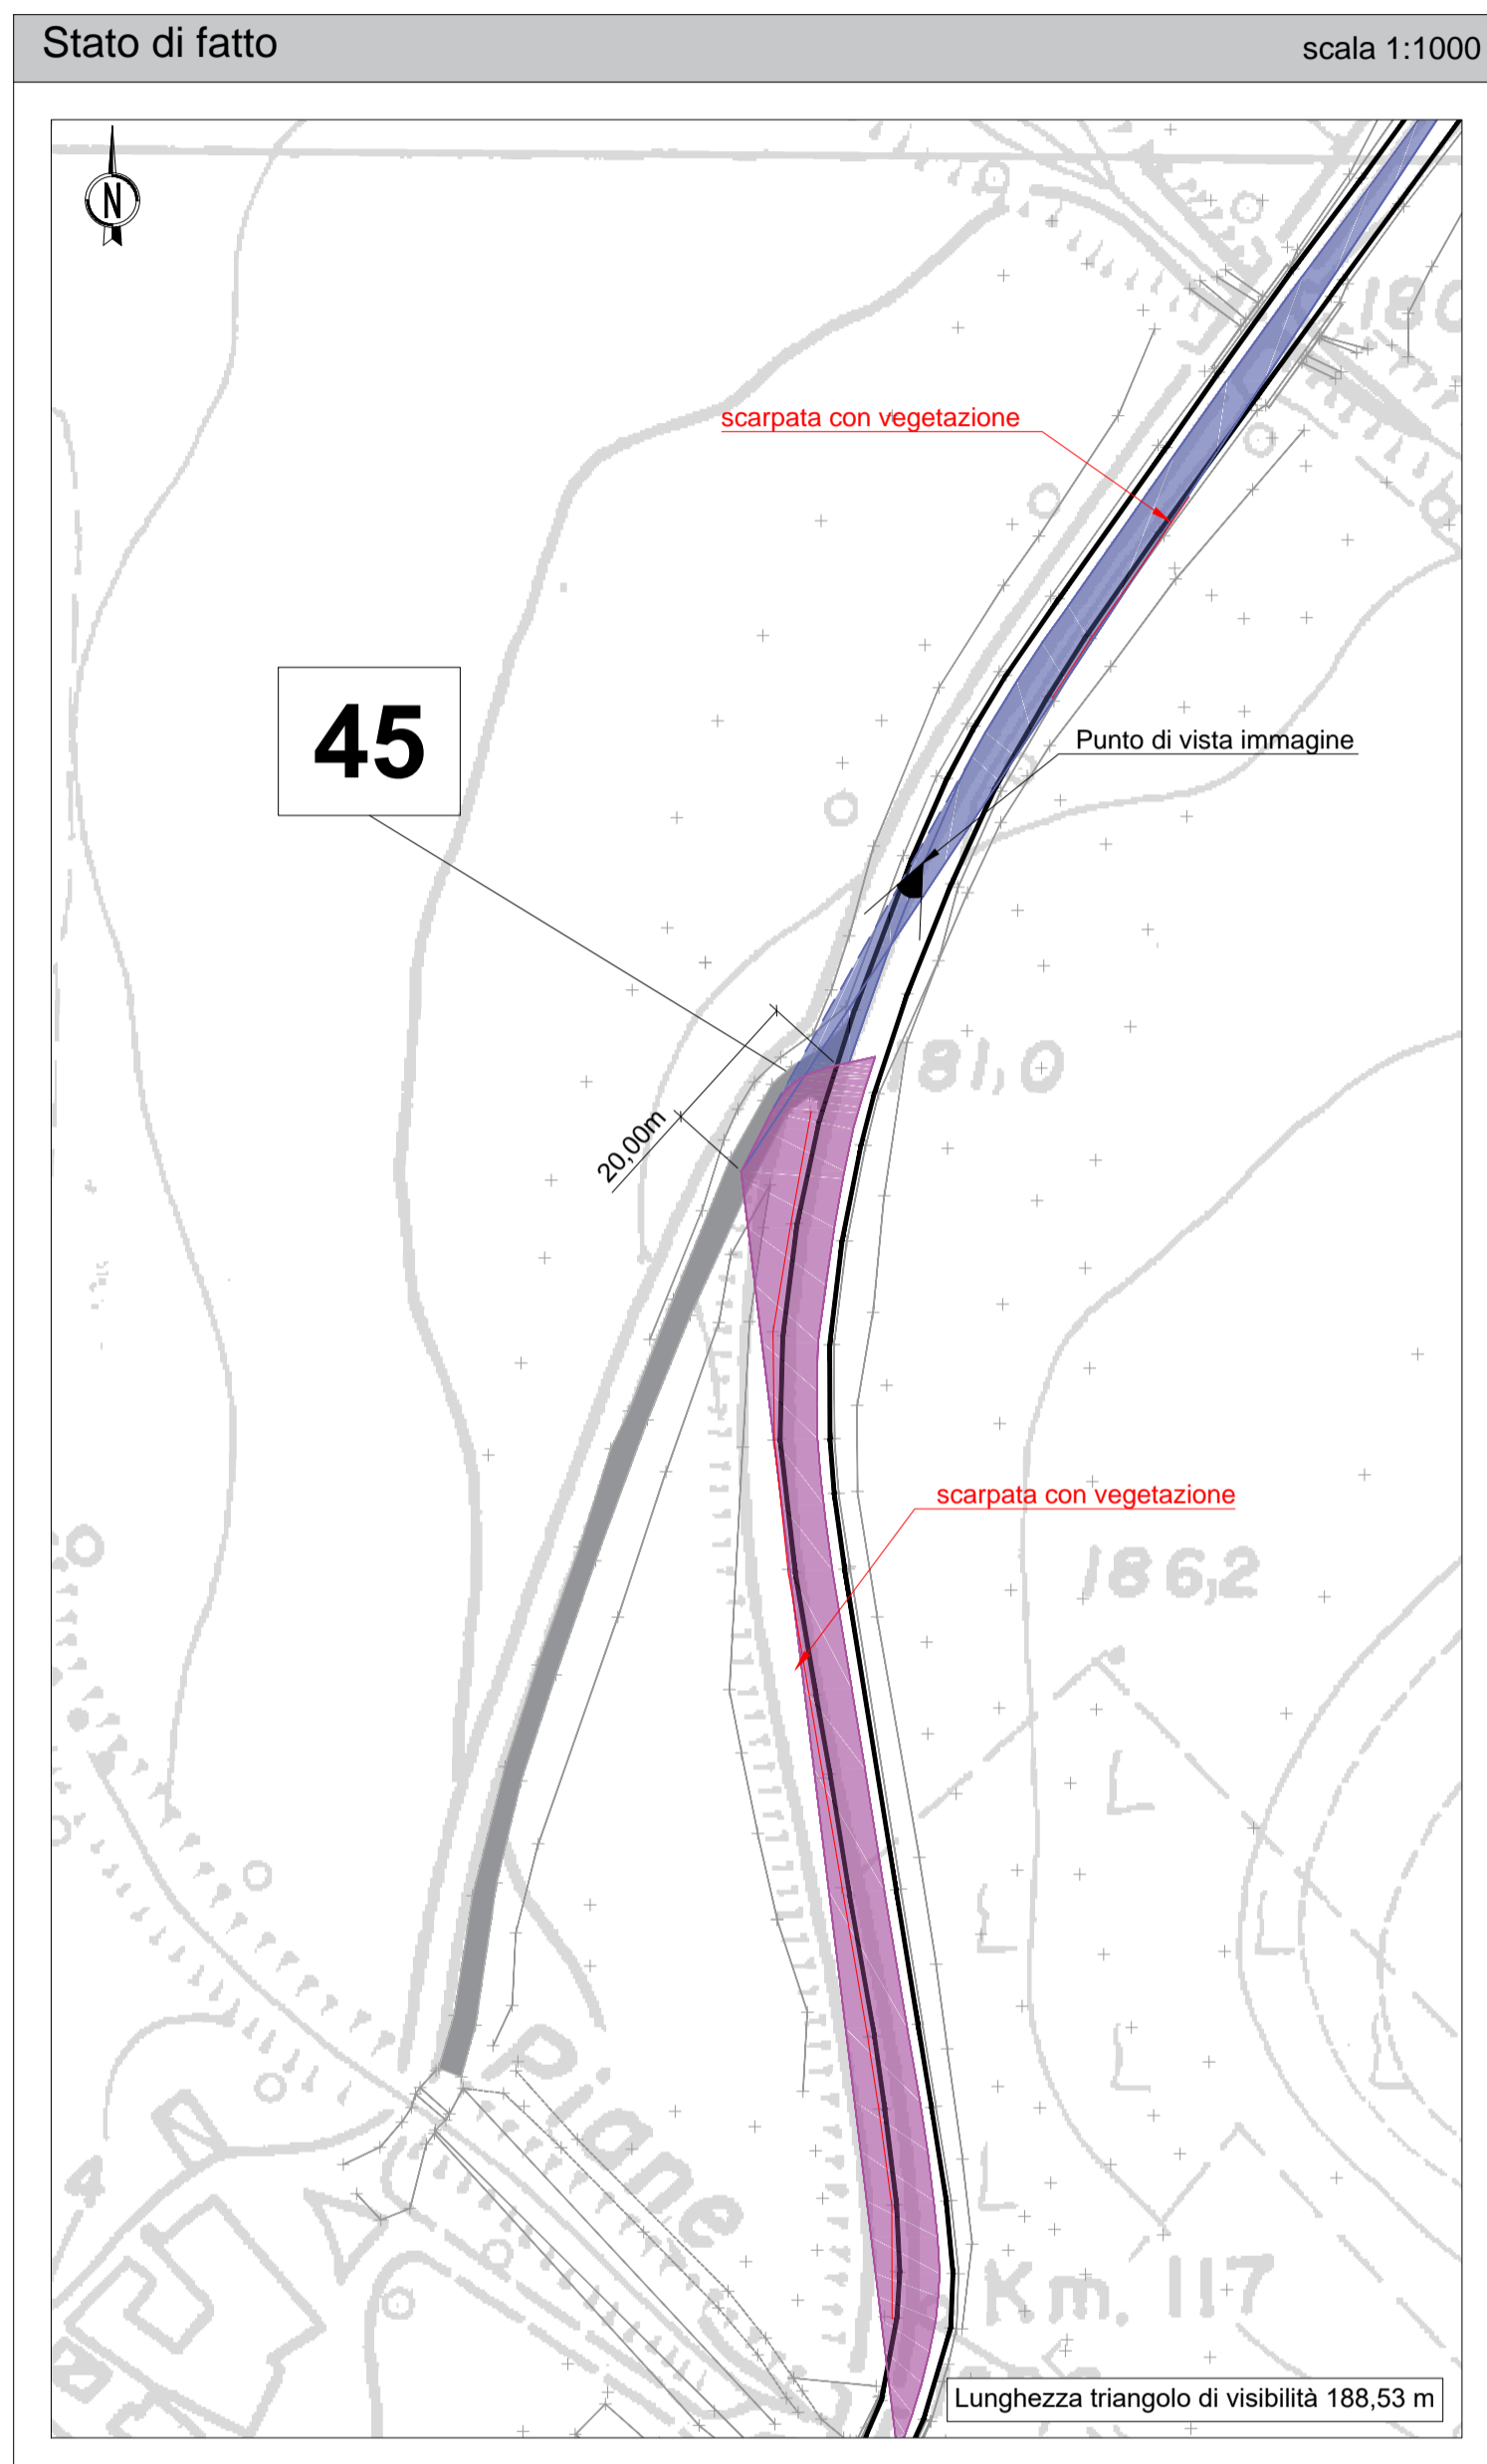 Stato di fatto
scala 1:1000
N
180
scarpata con vegetazione
45
Punto di vista immagine
181,0
20,00m
scarpata con vegetazione
186,2
Piane
Km. 117
Lunghezza triangolo di visibilità 188,53 m